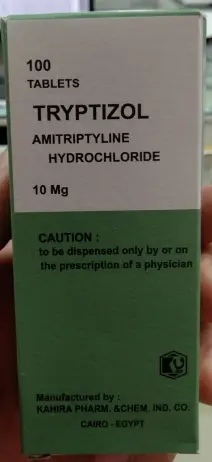 100
TABLETS
TRYPTIZOL
AMITRIPTYLINE
HYDROCHLORIDE
10 Mg
CAUTION :
to be dispensed only by or on
the prescription of a physician
Manufactured by :
KAHIRA PHARM. &CHEM. IND. CO.
CAIRO - EGYPT